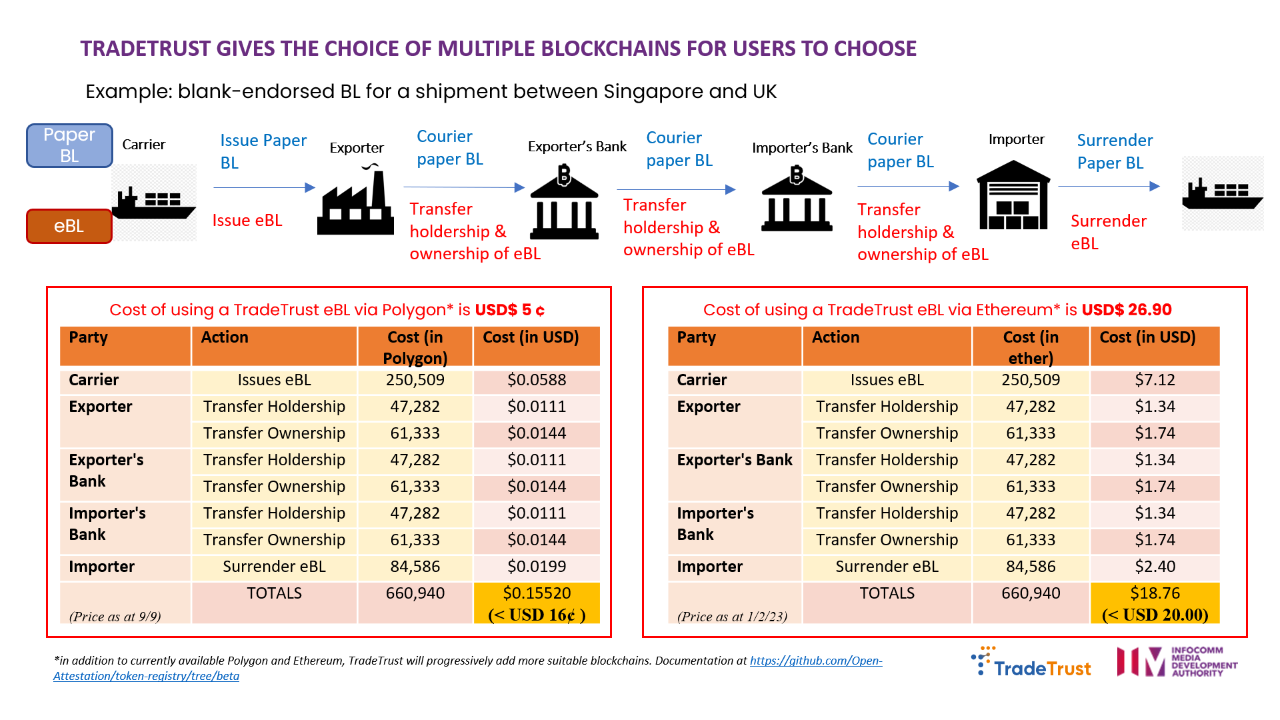 TRADETRUST GIVES THE CHOICE OF MULTIPLE BLOCKCHAINS FOR USERS TO CHOOSE
Example: blank-endorsed BL for a shipment between Singapore and UK
Paper
BL
Carrier
Issue Paper
BL
Exporter
Courier
paper BL
Exporter's Bank
Courier
paper BL
Importer's Bank
Courier
paper BL
Importer
Surrender
Paper BL
eBL
Issue eBL
Transfer
holdership &
ownership of eBL
Transfer
holdership &
ownership of eBL
Transfer
holdership &
ownership of eBL
Surrender
eBL
Cost of using a TradeTrust eBL via Polygon* is USD$ 5 ¢
Party Action Cost (in Polygon) Cost (in USD)
Carrier Issues eBL 250,509 $0.0588
Exporter Transfer Holdership 47,282 $0.0111
Transfer Ownership 61,333 $0.0144
Exporter's Bank Transfer Holdership 47,282 $0.0111
Transfer Ownership 61,333 $0.0144
Importer's Bank Transfer Holdership 47,282 $0.0111
Transfer Ownership 61,333 $0.0144
Importer Surrender eBL 84,586 $0.0199
TOTALS 660,940 $0.15520
(Price as at 9/9) (< USD 16¢ )
Cost of using a TradeTrust eBL via Ethereum* is USD$ 26.90
Party Action Cost (in ether) Cost (in USD)
Carrier Issues eBL 250,509 $7.12
Exporter Transfer Holdership 47,282 $1.34
Transfer Ownership 61,333 $1.74
Exporter's Bank Transfer Holdership 47,282 $1.34
Transfer Ownership 61,333 $1.74
Importer's Bank Transfer Holdership 47,282 $1.34
Transfer Ownership 61,333 $1.74
Importer Surrender eBL 84,586 $2.40
TOTALS 660,940 $18.76
(Price as at 1/2/23) (< USD 20.00)
*in addition to currently available Polygon and Ethereum, TradeTrust will progressively add more suitable blockchains. Documentation at https://github.com/Open-
Attestation/token-registry/tree/beta
TradeTrust
INFOCOMM
MEDIA
DEVELOPMENT
AUTHORITY